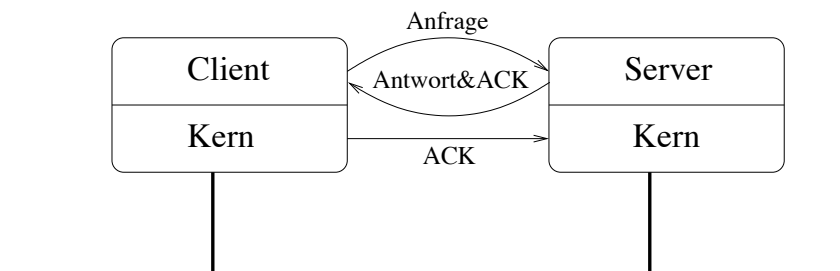 Anfrage
Client
Server
Antwort&ACK
Kern
Kern
ACK